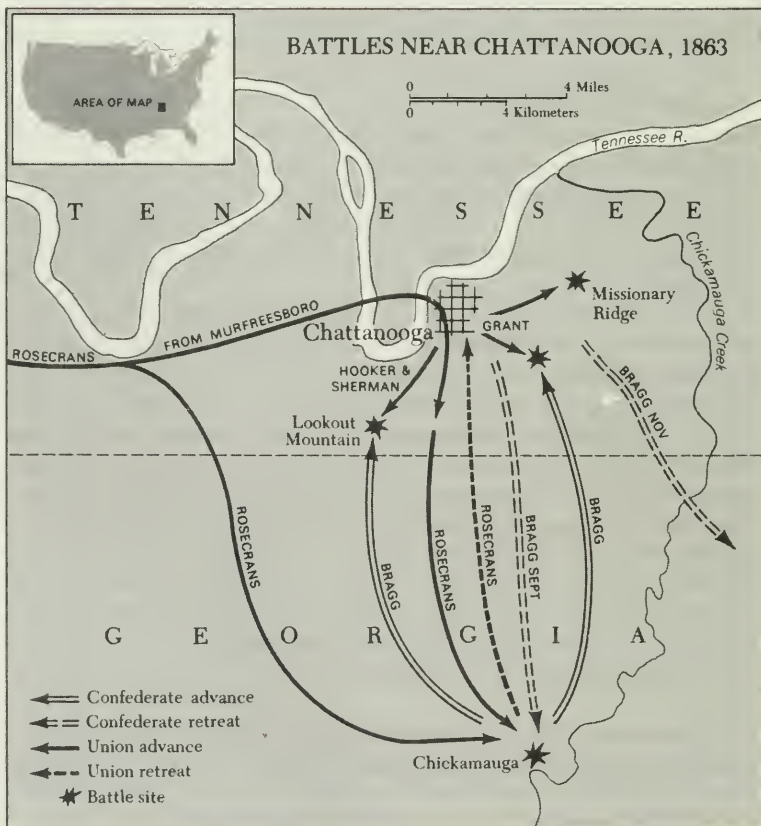 BATTLES NEAR CHATTANOOGA, 1863
AREA OF MAP
0 4 Miles
0 4 Kilometers
Tennessee R.
TENNESSEE
Chickamauga Creek
Missionary
Ridge
FROM MURFREESBORO
Chattanooga
GRANT
ROSECRANS
HOOKER &
SHERMAN
Lookout
Mountain
BRAGG NOV
ROSECRANS
BRAGG
ROSECRANS
ROSECRANS
BRAGG SEPT
BRAGG
GEORGIA
Confederate advance
Confederate retreat
Union advance
Union retreat
Battle site
Chickamauga